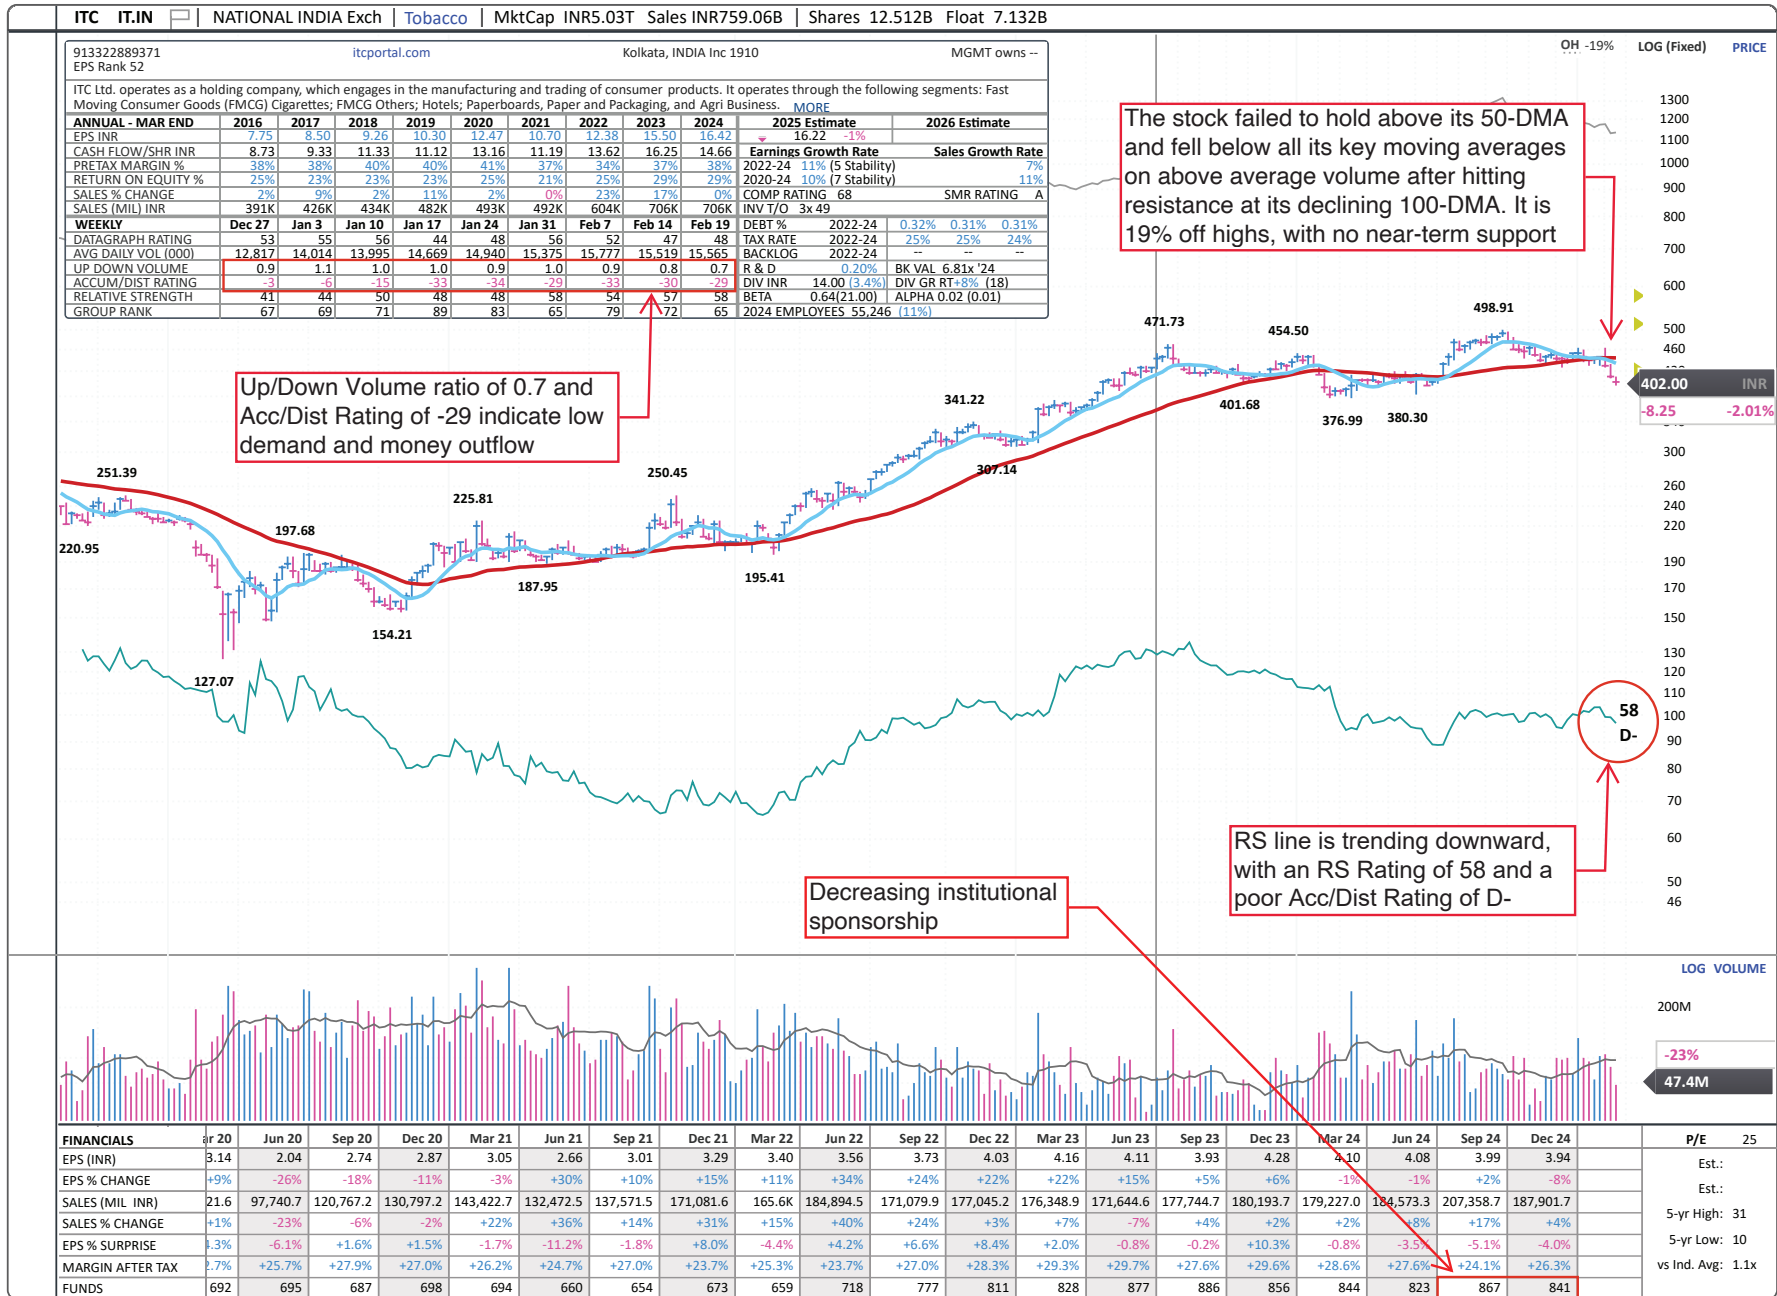 ITC IT.IN NATIONAL INDIA Exch Tobacco MktCap INR5.03T Sales INR759.06B Shares 12.512B Float 7.132B
913322889371 itcportal.com Kolkata, INDIA Inc 1910 MGMT owns --
EPS Rank 52
OH -19% LOG (Fixed) PRICE
ITC Ltd. operates as a holding company, which engages in the manufacturing and trading of consumer products. It operates through the following segments: Fast
Moving Consumer Goods (FMCG) Cigarettes; FMCG Others; Hotels; Paperboards, Paper and Packaging, and Agri Business. MORE
ANNUAL - MAR END 2016 2017 2018 2019 2020 2021 2022 2023 2024 2025 Estimate 2026 Estimate
EPS INR 7.75 8.50 9.26 10.30 12.47 10.70 12.38 15.50 16.42 16.22 -1%
CASH FLOW/SHR INR 8.73 9.33 11.33 11.12 13.16 11.19 13.62 16.25 14.66 Earnings Growth Rate Sales Growth Rate
PRETAX MARGIN % 38% 38% 40% 40% 41% 37% 34% 37% 38% 2022-24 11% (5 Stability) 7%
RETURN ON EQUITY % 25% 23% 23% 23% 25% 21% 25% 29% 29% 2020-24 10% (7 Stability) 11%
SALES % CHANGE 2% 9% 2% 11% 2% 0% 23% 17% 0% COMP RATING 68 SMR RATING A
SALES (MIL) INR 391K 426K 434K 482K 493K 492K 604K 706K 706K INV T/O 3x 49
WEEKLY Dec 27 Jan 3 Jan 10 Jan 17 Jan 24 Jan 31 Feb 7 Feb 14 Feb 19 DEBT % 2022-24 0.32% 0.31% 0.31%
DATAGRAPH RATING 53 55 56 44 48 56 52 47 48 TAX RATE 2022-24 25% 25% 24%
AVG DAILY VOL (000) 12,817 14,014 13,995 14,669 14,940 15,375 15,777 15,519 15,565 BACKLOG 2022-24 -- -- --
UP DOWN VOLUME 0.9 1.1 1.0 1.0 0.9 1.0 0.9 0.8 0.7 R & D 0.20% BK VAL 6.81x '24
ACCUM/DIST RATING -3 -6 -15 -33 -34 -29 -33 -30 -29 DIV INR 14.00 (3.4%) DIV GR RT+8% (18)
RELATIVE STRENGTH 41 44 50 48 48 58 54 57 58 BETA 0.64(21.00) ALPHA 0.02 (0.01)
GROUP RANK 67 69 71 89 83 65 79 72 65 2024 EMPLOYEES 55,246 (11%)
The stock failed to hold above its 50-DMA
and fell below all its key moving averages
on above average volume after hitting
resistance at its declining 100-DMA. It is
19% off highs, with no near-term support
1300
1200
1100
1000
900
800
700
600
500
460
402.00 INR
-8.25 -2.01%
300
260
240
220
190
170
150
130
120
110
100
90
80
70
60
50
46
Up/Down Volume ratio of 0.7 and
Acc/Dist Rating of -29 indicate low
demand and money outflow
498.91
471.73
454.50
341.22
401.68
376.99
380.30
307.14
251.39
250.45
225.81
197.68
220.95
187.95
195.41
154.21
127.07
58
D-
RS line is trending downward,
with an RS Rating of 58 and a
poor Acc/Dist Rating of D-
Decreasing institutional
sponsorship
LOG VOLUME
200M
-23%
47.4M
FINANCIALS ar 20 Jun 20 Sep 20 Dec 20 Mar 21 Jun 21 Sep 21 Dec 21 Mar 22 Jun 22 Sep 22 Dec 22 Mar 23 Jun 23 Sep 23 Dec 23 Mar 24 Jun 24 Sep 24 Dec 24
EPS (INR) 3.14 2.04 2.74 2.87 3.05 2.66 3.01 3.29 3.40 3.56 3.73 4.03 4.16 4.11 3.93 4.28 4.10 4.08 3.99 3.94
EPS % CHANGE +9% -26% -18% -11% -3% +30% +10% +15% +11% +34% +24% +22% +22% +15% +5% +6% -1% -1% +2% -8%
SALES (MIL INR) 21.6 97,740.7 120,767.2 130,797.2 143,422.7 132,472.5 137,571.5 171,081.6 165.6K 184,894.5 171,079.9 177,045.2 176,348.9 171,644.6 177,744.7 180,193.7 179,227.0 184,573.3 207,358.7 187,901.7
SALES % CHANGE +1% -23% -6% -2% +22% +36% +14% +31% +15% +40% +24% +3% +7% -7% +4% +2% +2% +8% +17% +4%
EPS % SURPRISE 4.3% -6.1% +1.6% +1.5% -1.7% -11.2% -1.8% +8.0% -4.4% +4.2% +6.6% +8.4% +2.0% -0.8% -0.2% +10.3% -0.8% -3.5% -5.1% -4.0%
MARGIN AFTER TAX 2.7% +25.7% +27.9% +27.0% +26.2% +24.7% +27.0% +23.7% +25.3% +23.7% +27.0% +28.3% +29.3% +29.7% +27.6% +29.6% +28.6% +27.6% +24.1% +26.3%
FUNDS 692 695 687 698 694 660 654 673 659 718 777 811 828 877 886 856 844 823 867 841
P/E 25
Est.:
Est.:
5-yr High: 31
5-yr Low: 10
vs Ind. Avg: 1.1x